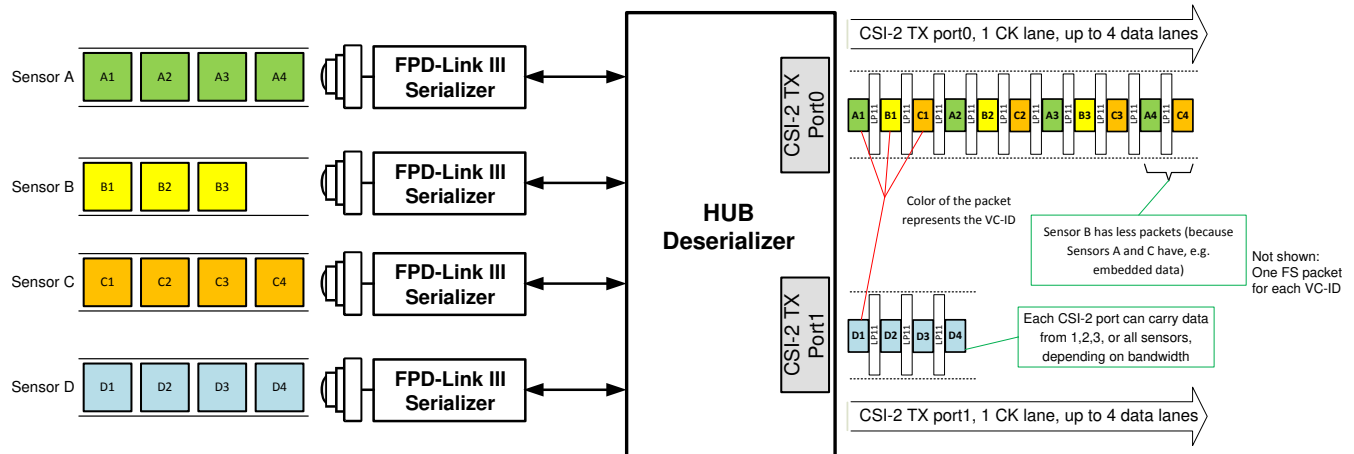 Sensor A
A1 A2 A3 A4
FPD-Link III
Serializer
Sensor B
B1 B2 B3
FPD-Link III
Serializer
Sensor C
C1 C2 C3 C4
FPD-Link III
Serializer
Sensor D
D1 D2 D3 D4
FPD-Link III
Serializer
HUB
Deserializer
CSI-2 TX
Port0
CSI-2 TX
Port1
CSI-2 TX port0, 1 CK lane, up to 4 data lanes
A1 LP11 B1 LP11 C1 LP11 A2 LP11 B2 LP11 C2 LP11 A3 LP11 B3 LP11 C3 LP11 A4 LP11 C4
Color of the packet
represents the VC-ID
Sensor B has less packets (because
Sensors A and C have, e.g.
embedded data)
Not shown:
One FS packet
for each VC-ID
D1 LP11 D2 LP11 D3 LP11 D4
Each CSI-2 port can carry data
from 1,2,3, or all sensors,
depending on bandwidth
CSI-2 TX port1, 1 CK lane, up to 4 data lanes